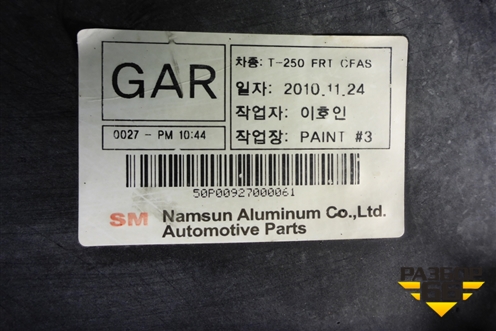 GAR
0027 - PM 10:44
차종: T-250 FRT CFAS
일자: 2010.11.24
작업자: 이호인
작업장: PAINT #3
50P00927000061
SM Namsun Aluminum Co.,Ltd.
Automotive Parts